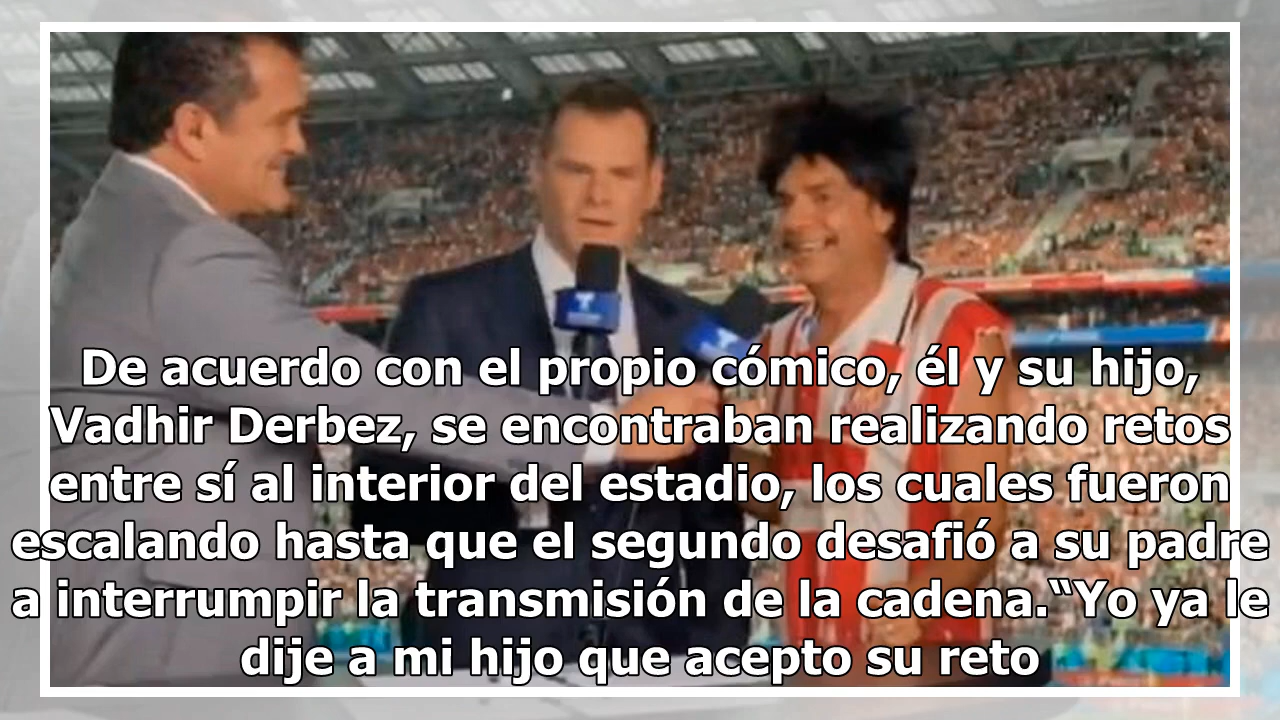 De acuerdo con el propio cómico, él y su hijo,
Vadhir Derbez, se encontraban realizando retos
entre sí al interior del estadio, los cuales fueron
escalando hasta que el segundo desafió a su padre
a interrumpir la transmisión de la cadena.“Yo ya le
dije a mi hijo que acepto su reto